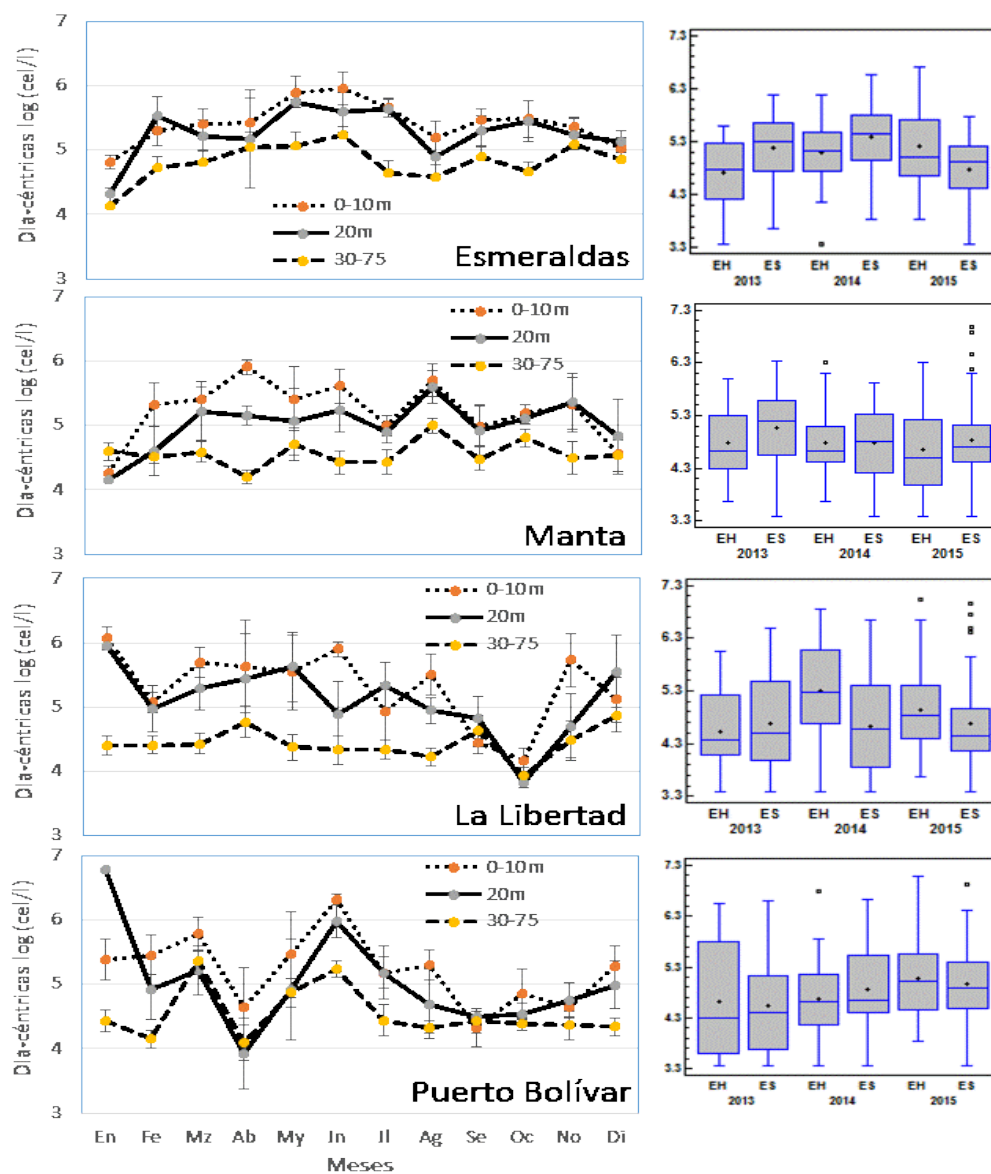 Dla-céntricas log(cel/l)
7
6
5
4
3
0-10m
20m
30-75
Esmeraldas
7.3
6.3
5.3
4.3
3.3
EH ES EH ES EH ES
2013 2014 2015
Dla-céntricas log(cel/l)
7
6
5
4
3
0-10m
20m
30-75
Manta
7.3
6.3
5.3
4.3
3.3
EH ES EH ES EH ES
2013 2014 2015
Dla-céntricas log(cel/l)
7
6
5
4
3
0-10m
20m
30-75
La Libertad
7.3
6.3
5.3
4.3
3.3
EH ES EH ES EH ES
2013 2014 2015
Dla-céntricas log(cel/l)
7
6
5
4
3
0-10m
20m
30-75
Puerto Bolívar
En Fe Mz Ab My Jn Jl Ag Se Oc No Di
Meses
7.3
6.3
5.3
4.3
3.3
EH ES EH ES EH ES
2013 2014 2015